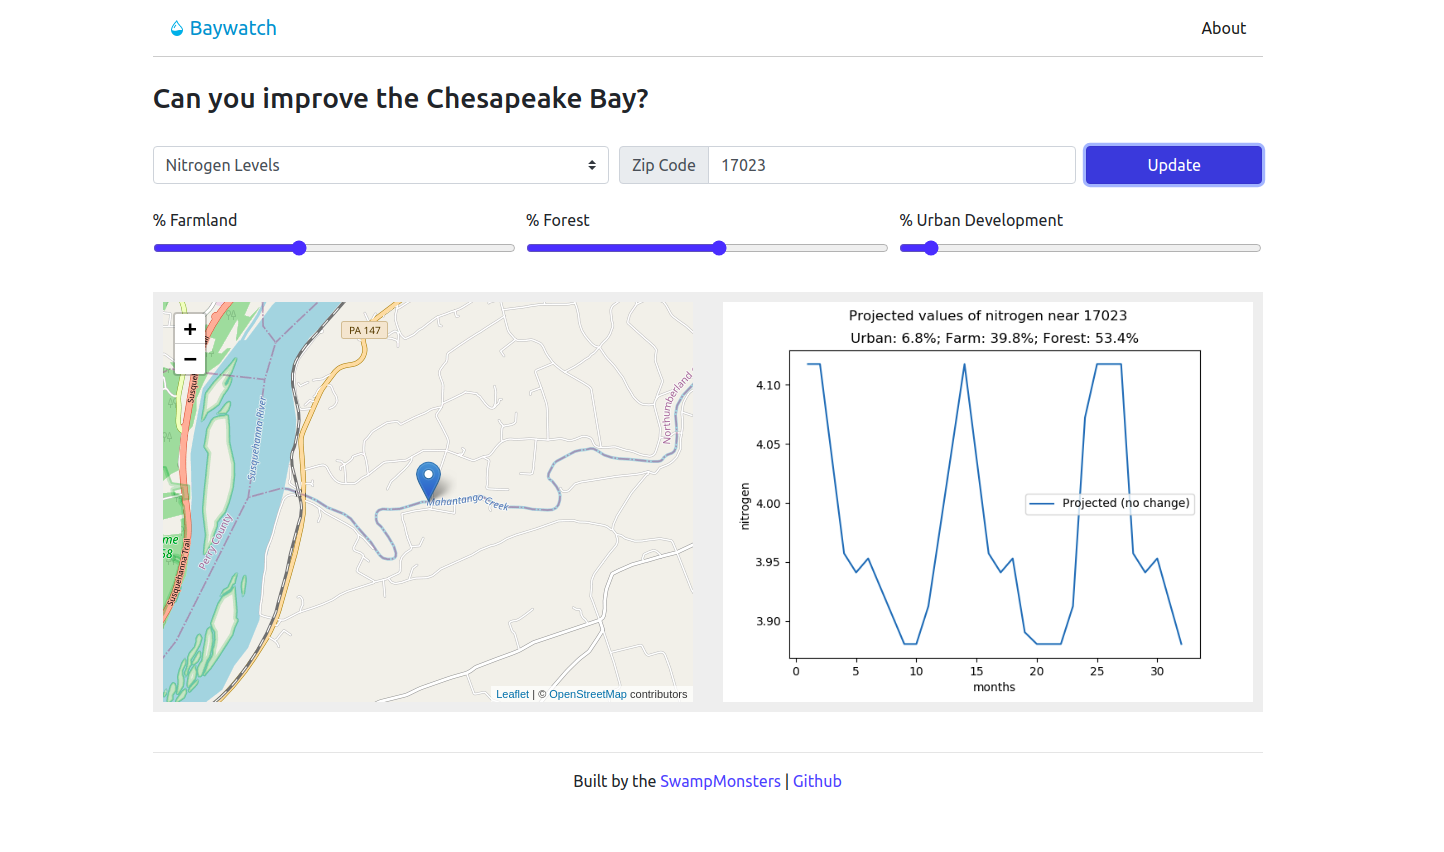 Baywatch
About
Can you improve the Chesapeake Bay?
Nitrogen Levels
Zip Code
17023
Update
% Farmland
% Forest
% Urban Development
+
−
PA 147
Susquehanna River
Northumberland
Mahantango Creek
Perry County
Susquehanna Trail
Leaflet | © OpenStreetMap contributors
Projected values of nitrogen near 17023
Urban: 6.8%; Farm: 39.8%; Forest: 53.4%
4.10
4.05
4.00
3.95
3.90
nitrogen
Projected (no change)
0 5 10 15 20 25 30
months
Built by the SwampMonsters | Github